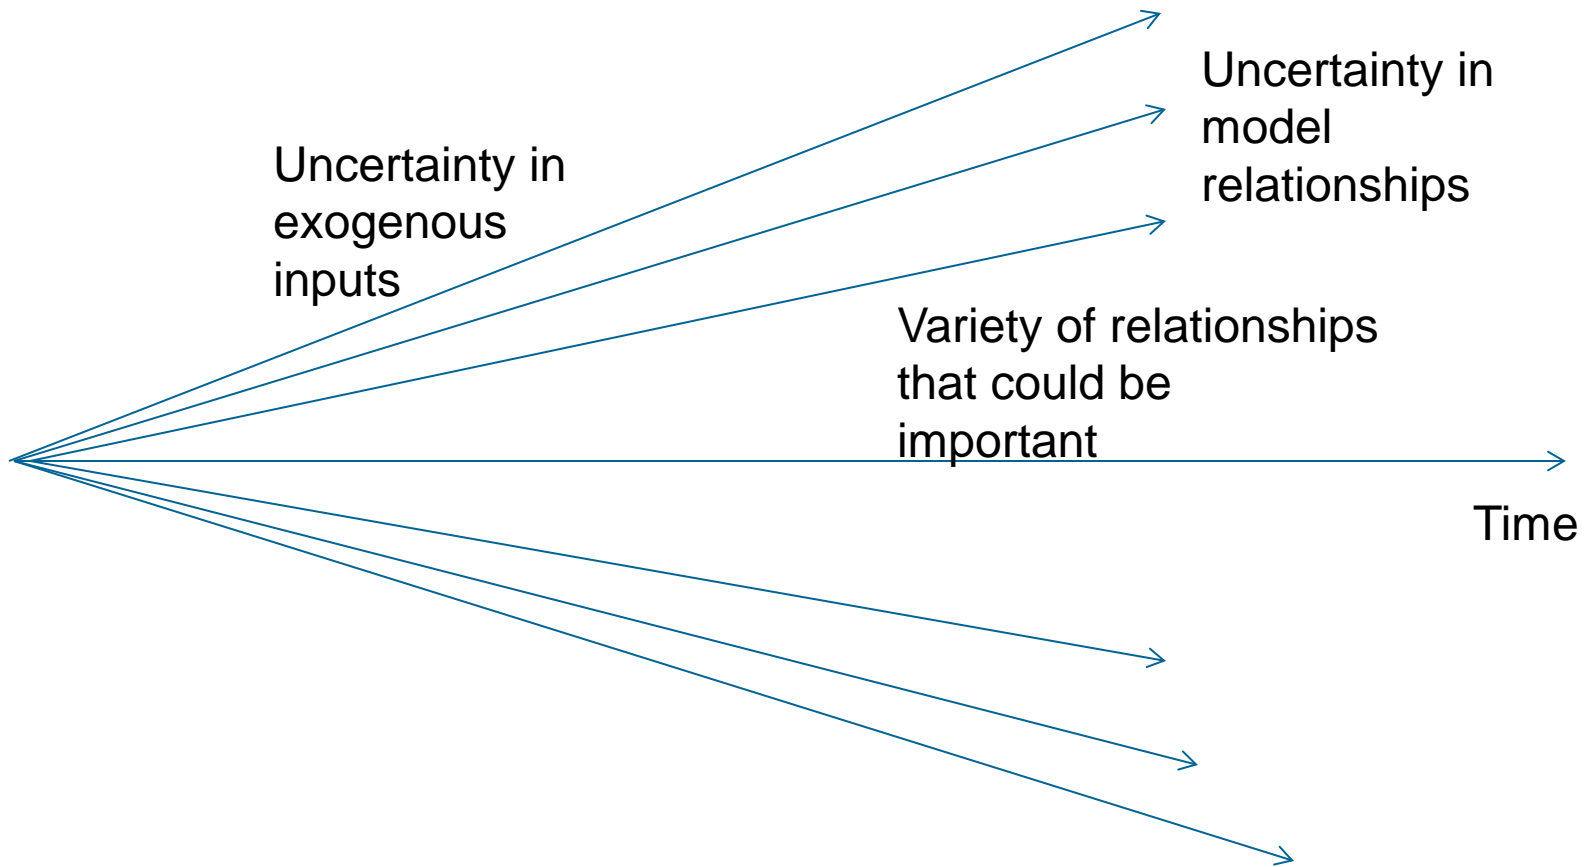 Uncertainty in
exogenous
inputs
Uncertainty in
model
relationships
Variety of relationships
that could be
important
Time